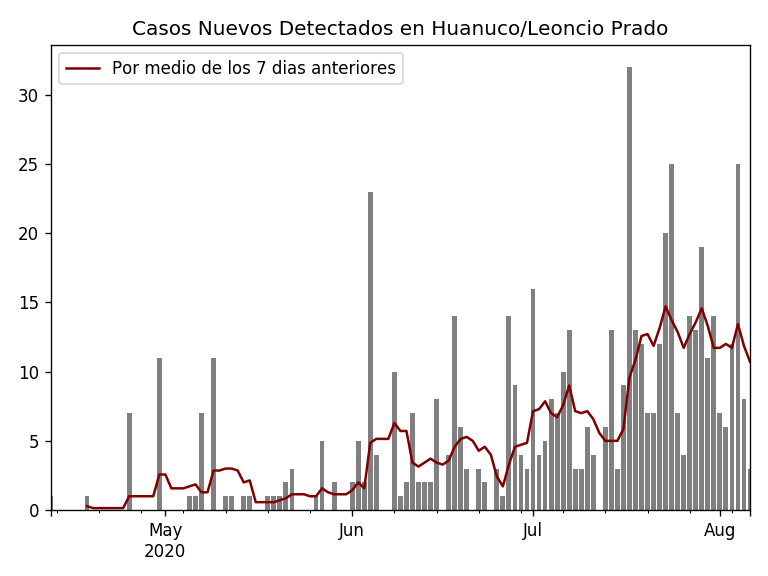 Casos Nuevos Detectados en Huanuco/Leoncio Prado
Por medio de los 7 dias anteriores
30
25
20
15
10
5
0
May Jun Jul Aug
2020